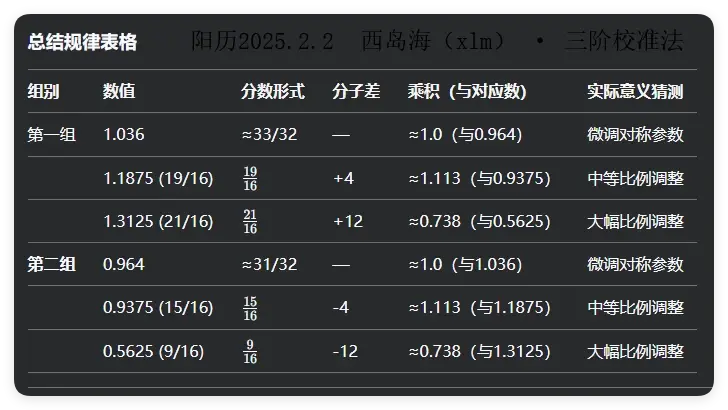 总结规律表格 阳历2025.2.2 西岛海（xlm） · 三阶校准法
组别 数值 分数形式 分子差 乘积（与对应数） 实际意义猜测
第一组 1.036 ≈33/32 — ≈1.0（与0.964） 微调对称参数
1.1875 (19/16) 19/16 +4 ≈1.113（与0.9375） 中等比例调整
1.3125 (21/16) 21/16 +12 ≈0.738（与0.5625） 大幅比例调整
第二组 0.964 ≈31/32 — ≈1.0（与1.036） 微调对称参数
0.9375 (15/16) 15/16 -4 ≈1.113（与1.1875） 中等比例调整
0.5625 (9/16) 9/16 -12 ≈0.738（与1.3125） 大幅比例调整